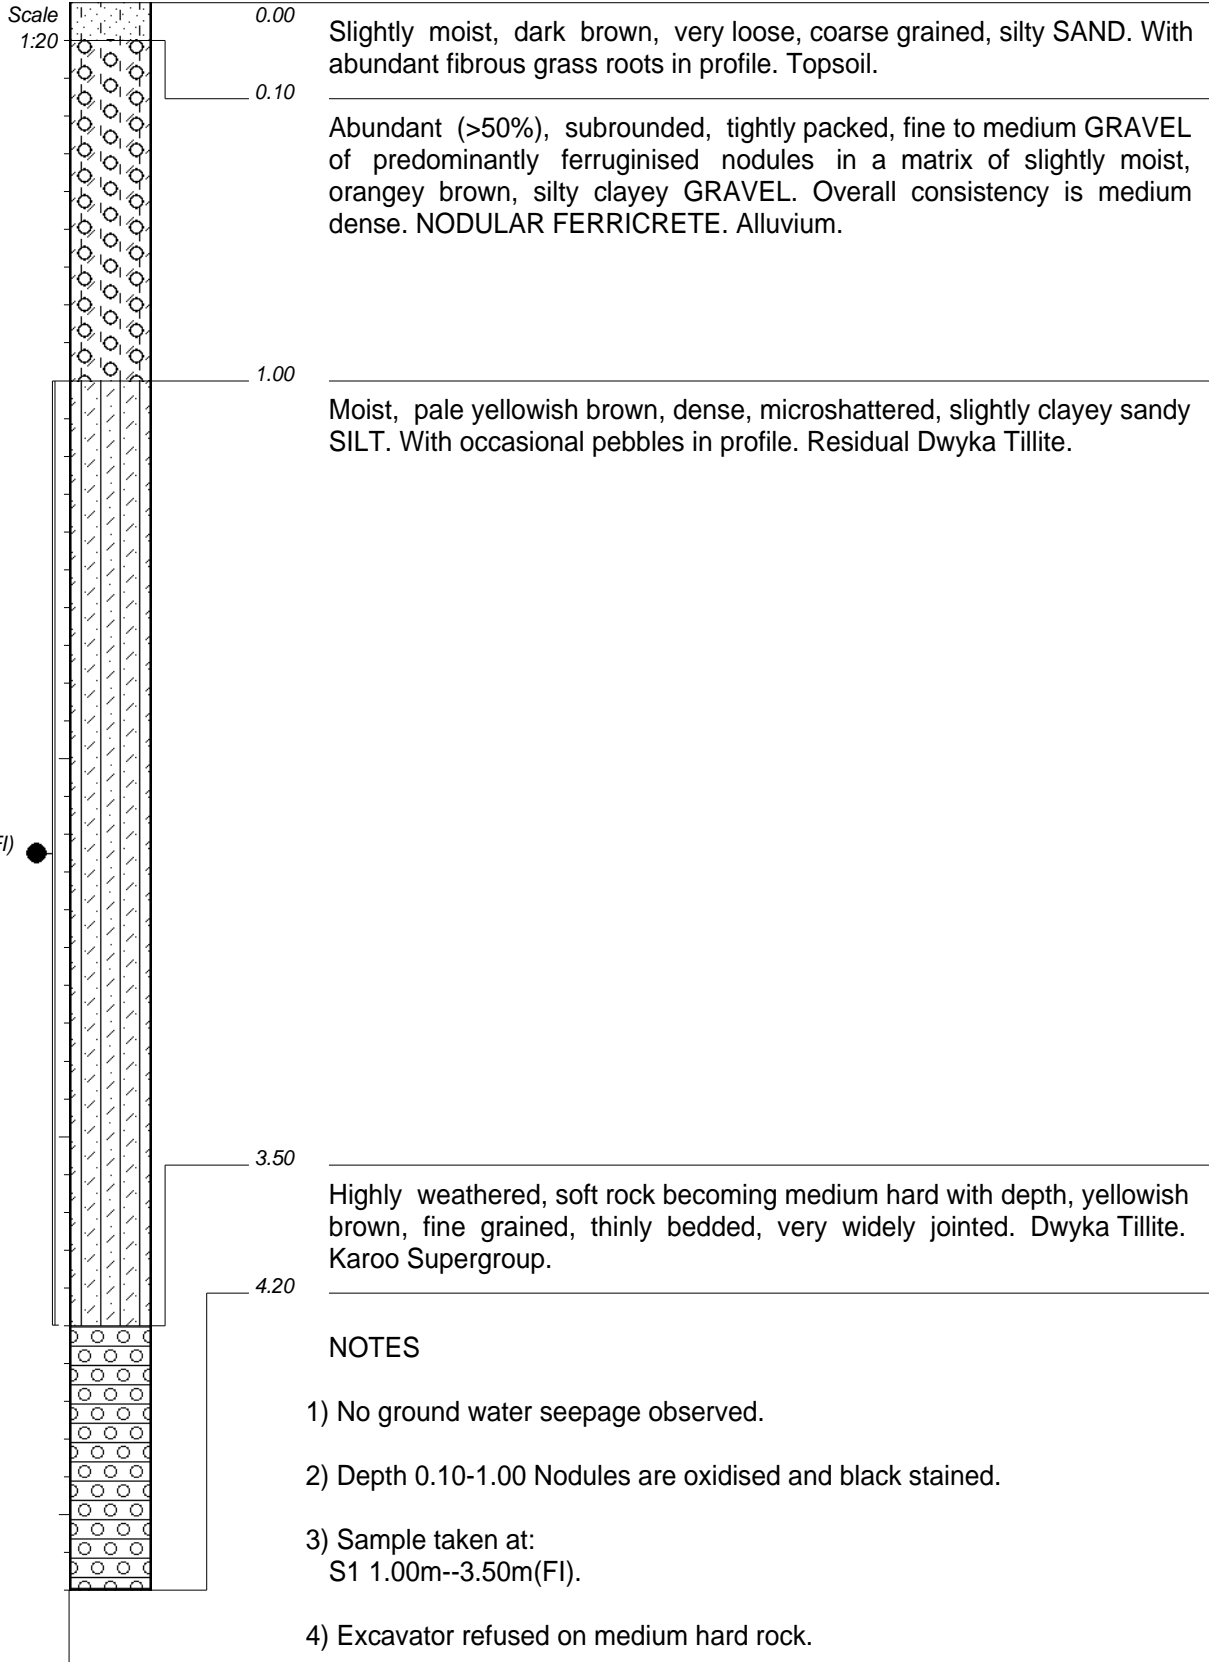 Scale
1:20
0.00
Slightly moist, dark brown, very loose, coarse grained, silty SAND. With
abundant fibrous grass roots in profile. Topsoil.
0.10
Abundant (>50%), subrounded, tightly packed, fine to medium GRAVEL
of predominantly ferruginised nodules in a matrix of slightly moist,
orangey brown, silty clayey GRAVEL. Overall consistency is medium
dense. NODULAR FERRICRETE. Alluvium.
1.00
Moist, pale yellowish brown, dense, microshattered, slightly clayey sandy
SILT. With occasional pebbles in profile. Residual Dwyka Tillite.
3.50
Highly weathered, soft rock becoming medium hard with depth, yellowish
brown, fine grained, thinly bedded, very widely jointed. Dwyka Tillite.
Karoo Supergroup.
4.20
NOTES
1) No ground water seepage observed.
2) Depth 0.10-1.00 Nodules are oxidised and black stained.
3) Sample taken at:
S1 1.00m--3.50m(FI).
4) Excavator refused on medium hard rock.